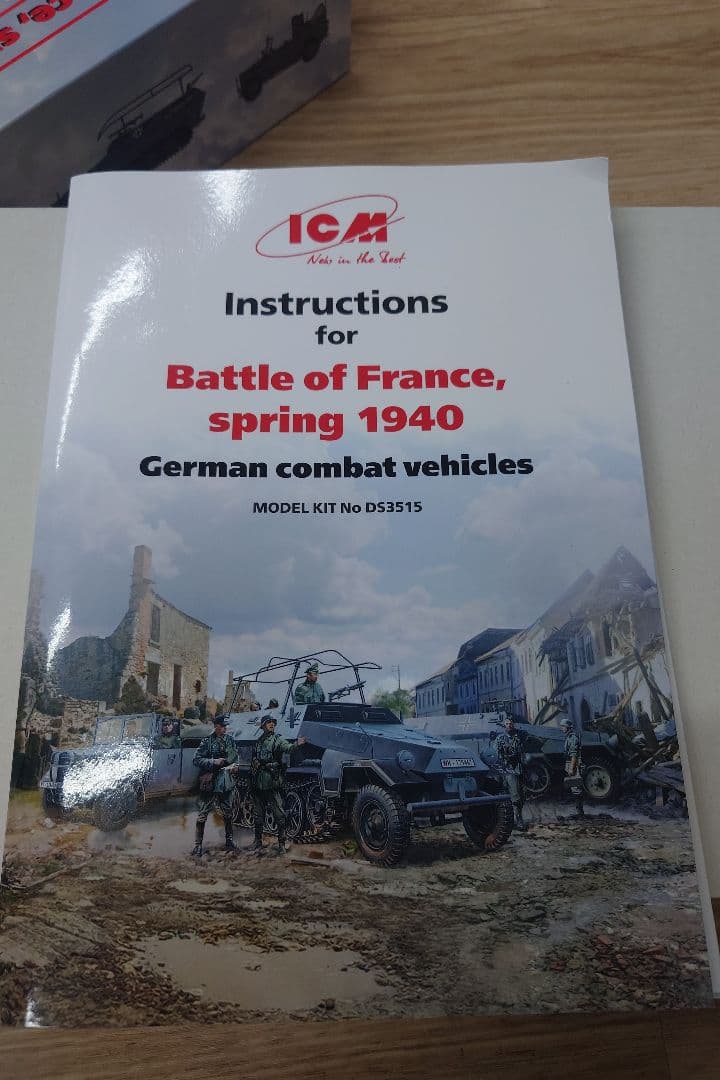 ce, s
ICM
New in the Best
Instructions
for
Battle of France,
spring 1940
German combat vehicles
MODEL KIT No DS3515